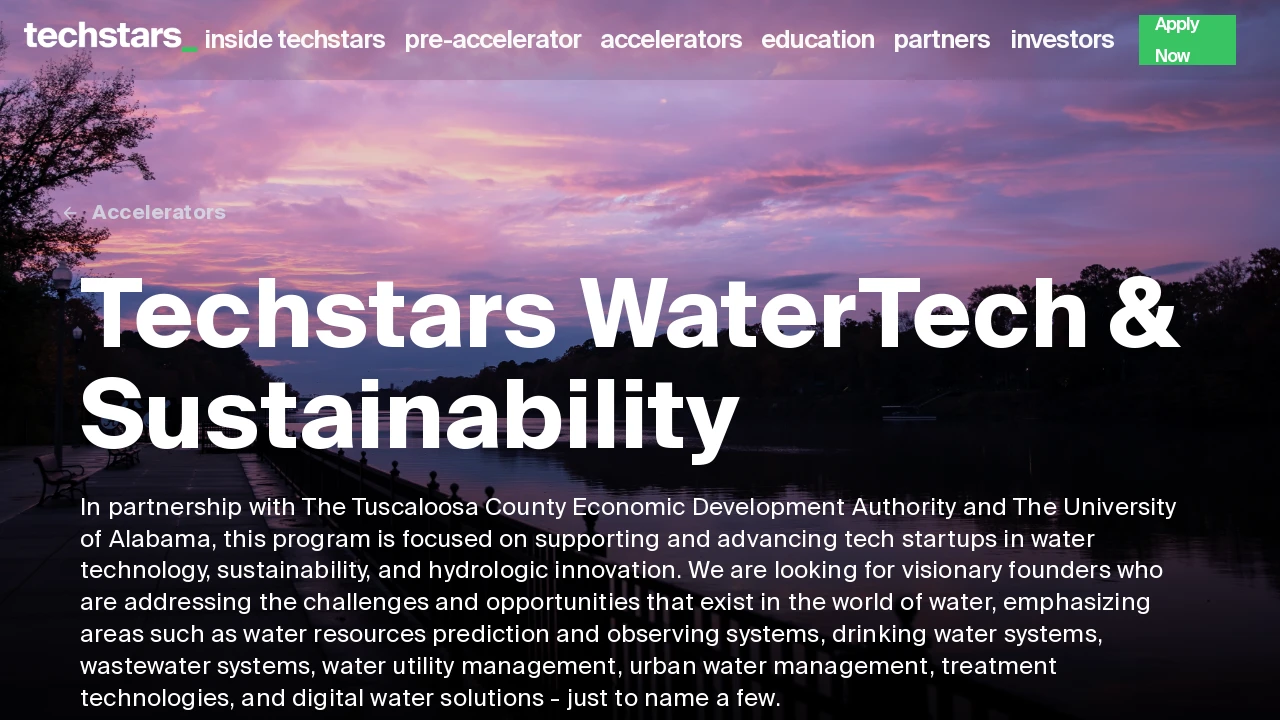 techstars_ inside techstars pre-accelerator accelerators education partners investors Apply Now
← Accelerators
Techstars WaterTech &
Sustainability
In partnership with The Tuscaloosa County Economic Development Authority and The University
of Alabama, this program is focused on supporting and advancing tech startups in water
technology, sustainability, and hydrologic innovation. We are looking for visionary founders who
are addressing the challenges and opportunities that exist in the world of water, emphasizing
areas such as water resources prediction and observing systems, drinking water systems,
wastewater systems, water utility management, urban water management, treatment
technologies, and digital water solutions – just to name a few.